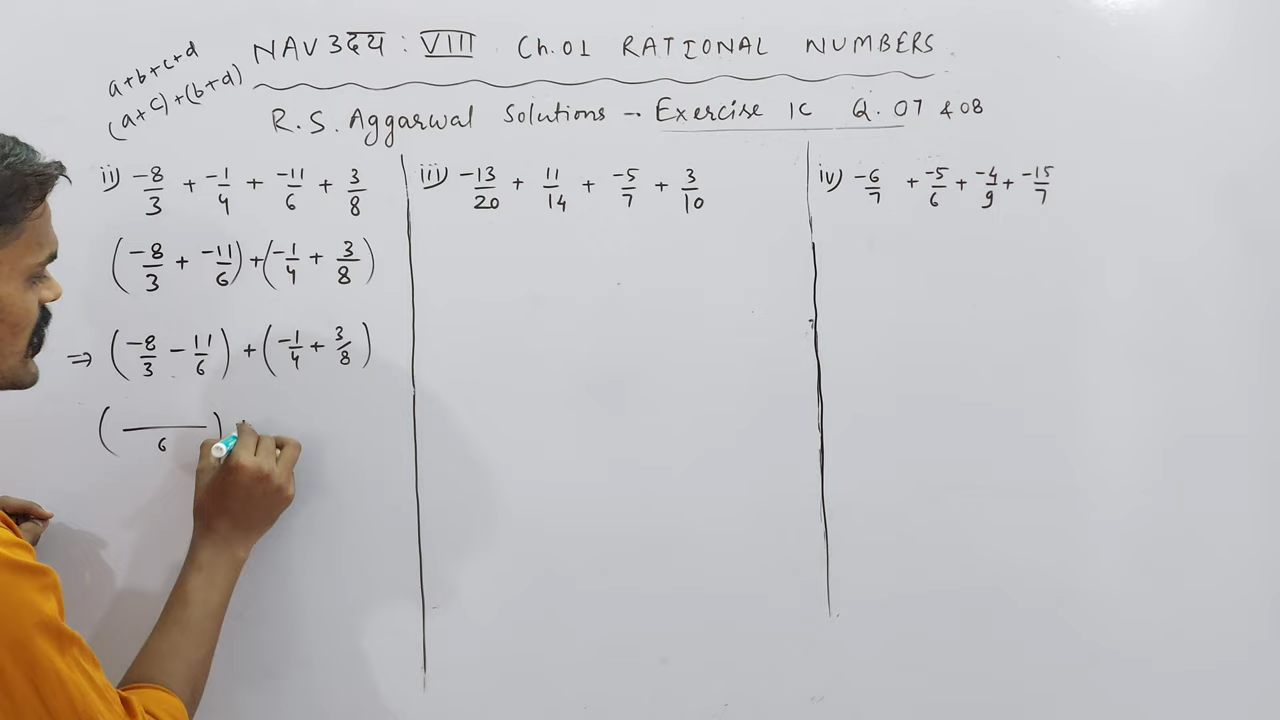 NAV उदय : VIII Ch.01 RATIONAL NUMBERS
a+b+c+d
(a+c)+(b+d)
R.S. Aggarwal Solutions - Exercise 1C Q. 07 & 08
ii) -8/3 + -1/4 + -11/6 + 3/8
(-8/3 + -11/6) + (-1/4 + 3/8)
⇒ (-8/3 - 11/6) + (-1/4 + 3/8)
( /6)
iii) -13/20 + 11/14 + -5/7 + 3/10
iv) -6/7 + -5/6 + -4/9 + -15/7